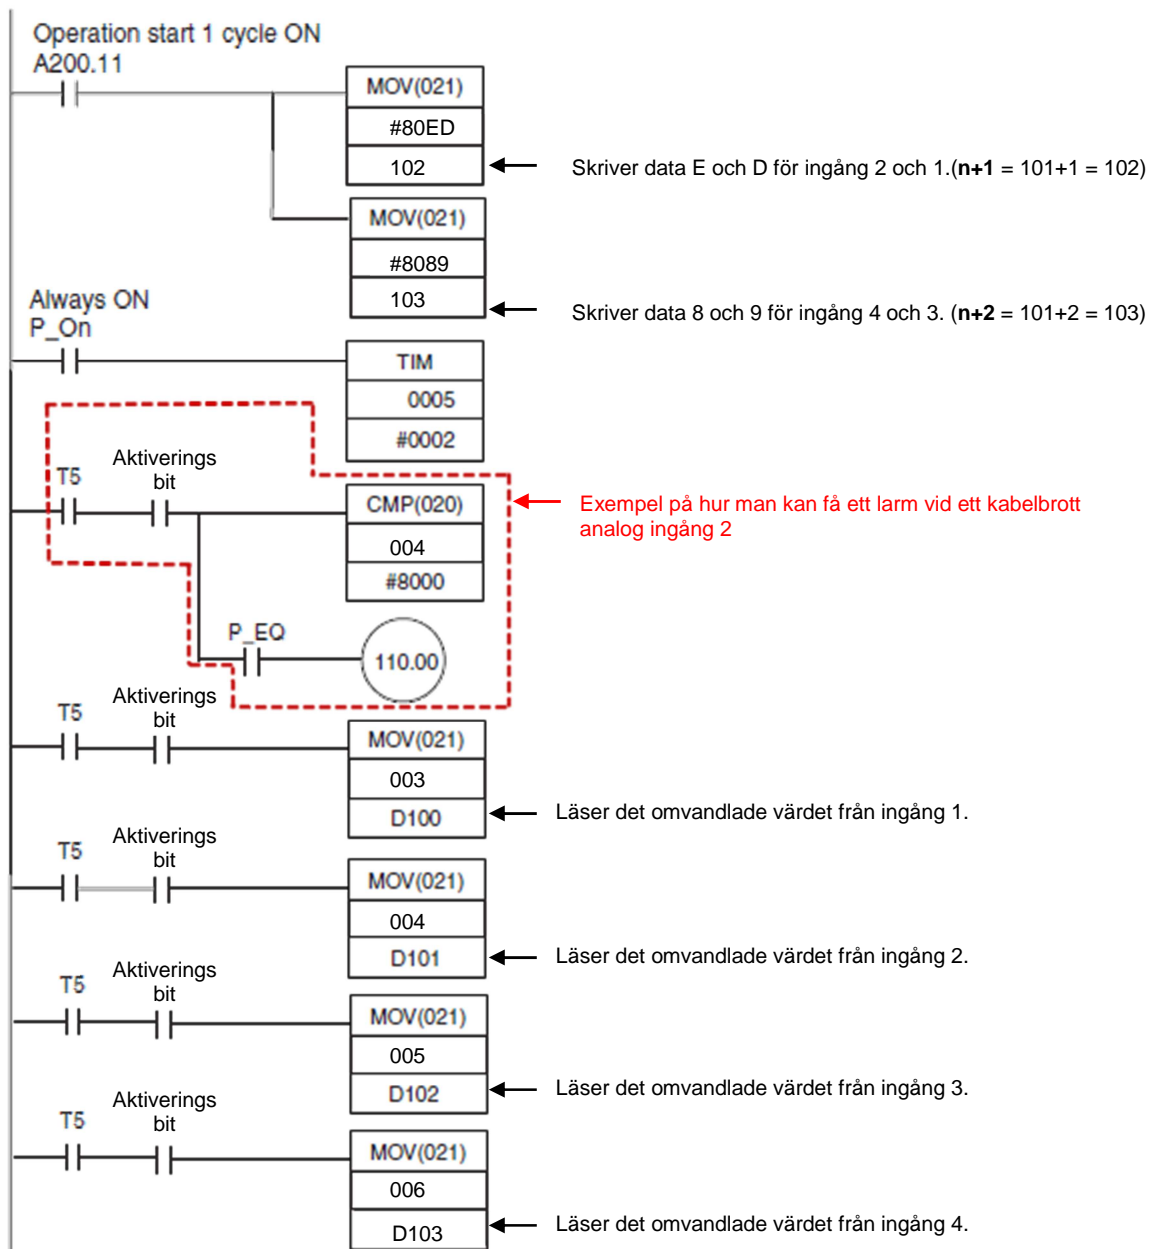 Operation start 1 cycle ON
A200.11
MOV(021)
#80ED
102
Skriver data E och D för ingång 2 och 1.(n+1 = 101+1 = 102)
MOV(021)
#8089
103
Skriver data 8 och 9 för ingång 4 och 3. (n+2 = 101+2 = 103)
Always ON
P_On
TIM
0005
#0002
T5
Aktiverings
bit
CMP(020)
004
#8000
Exempel på hur man kan få ett larm vid ett kabelbrott
analog ingång 2
P_EQ
110.00
T5
Aktiverings
bit
MOV(021)
003
D100
Läser det omvandlade värdet från ingång 1.
T5
Aktiverings
bit
MOV(021)
004
D101
Läser det omvandlade värdet från ingång 2.
T5
Aktiverings
bit
MOV(021)
005
D102
Läser det omvandlade värdet från ingång 3.
T5
Aktiverings
bit
MOV(021)
006
D103
Läser det omvandlade värdet från ingång 4.